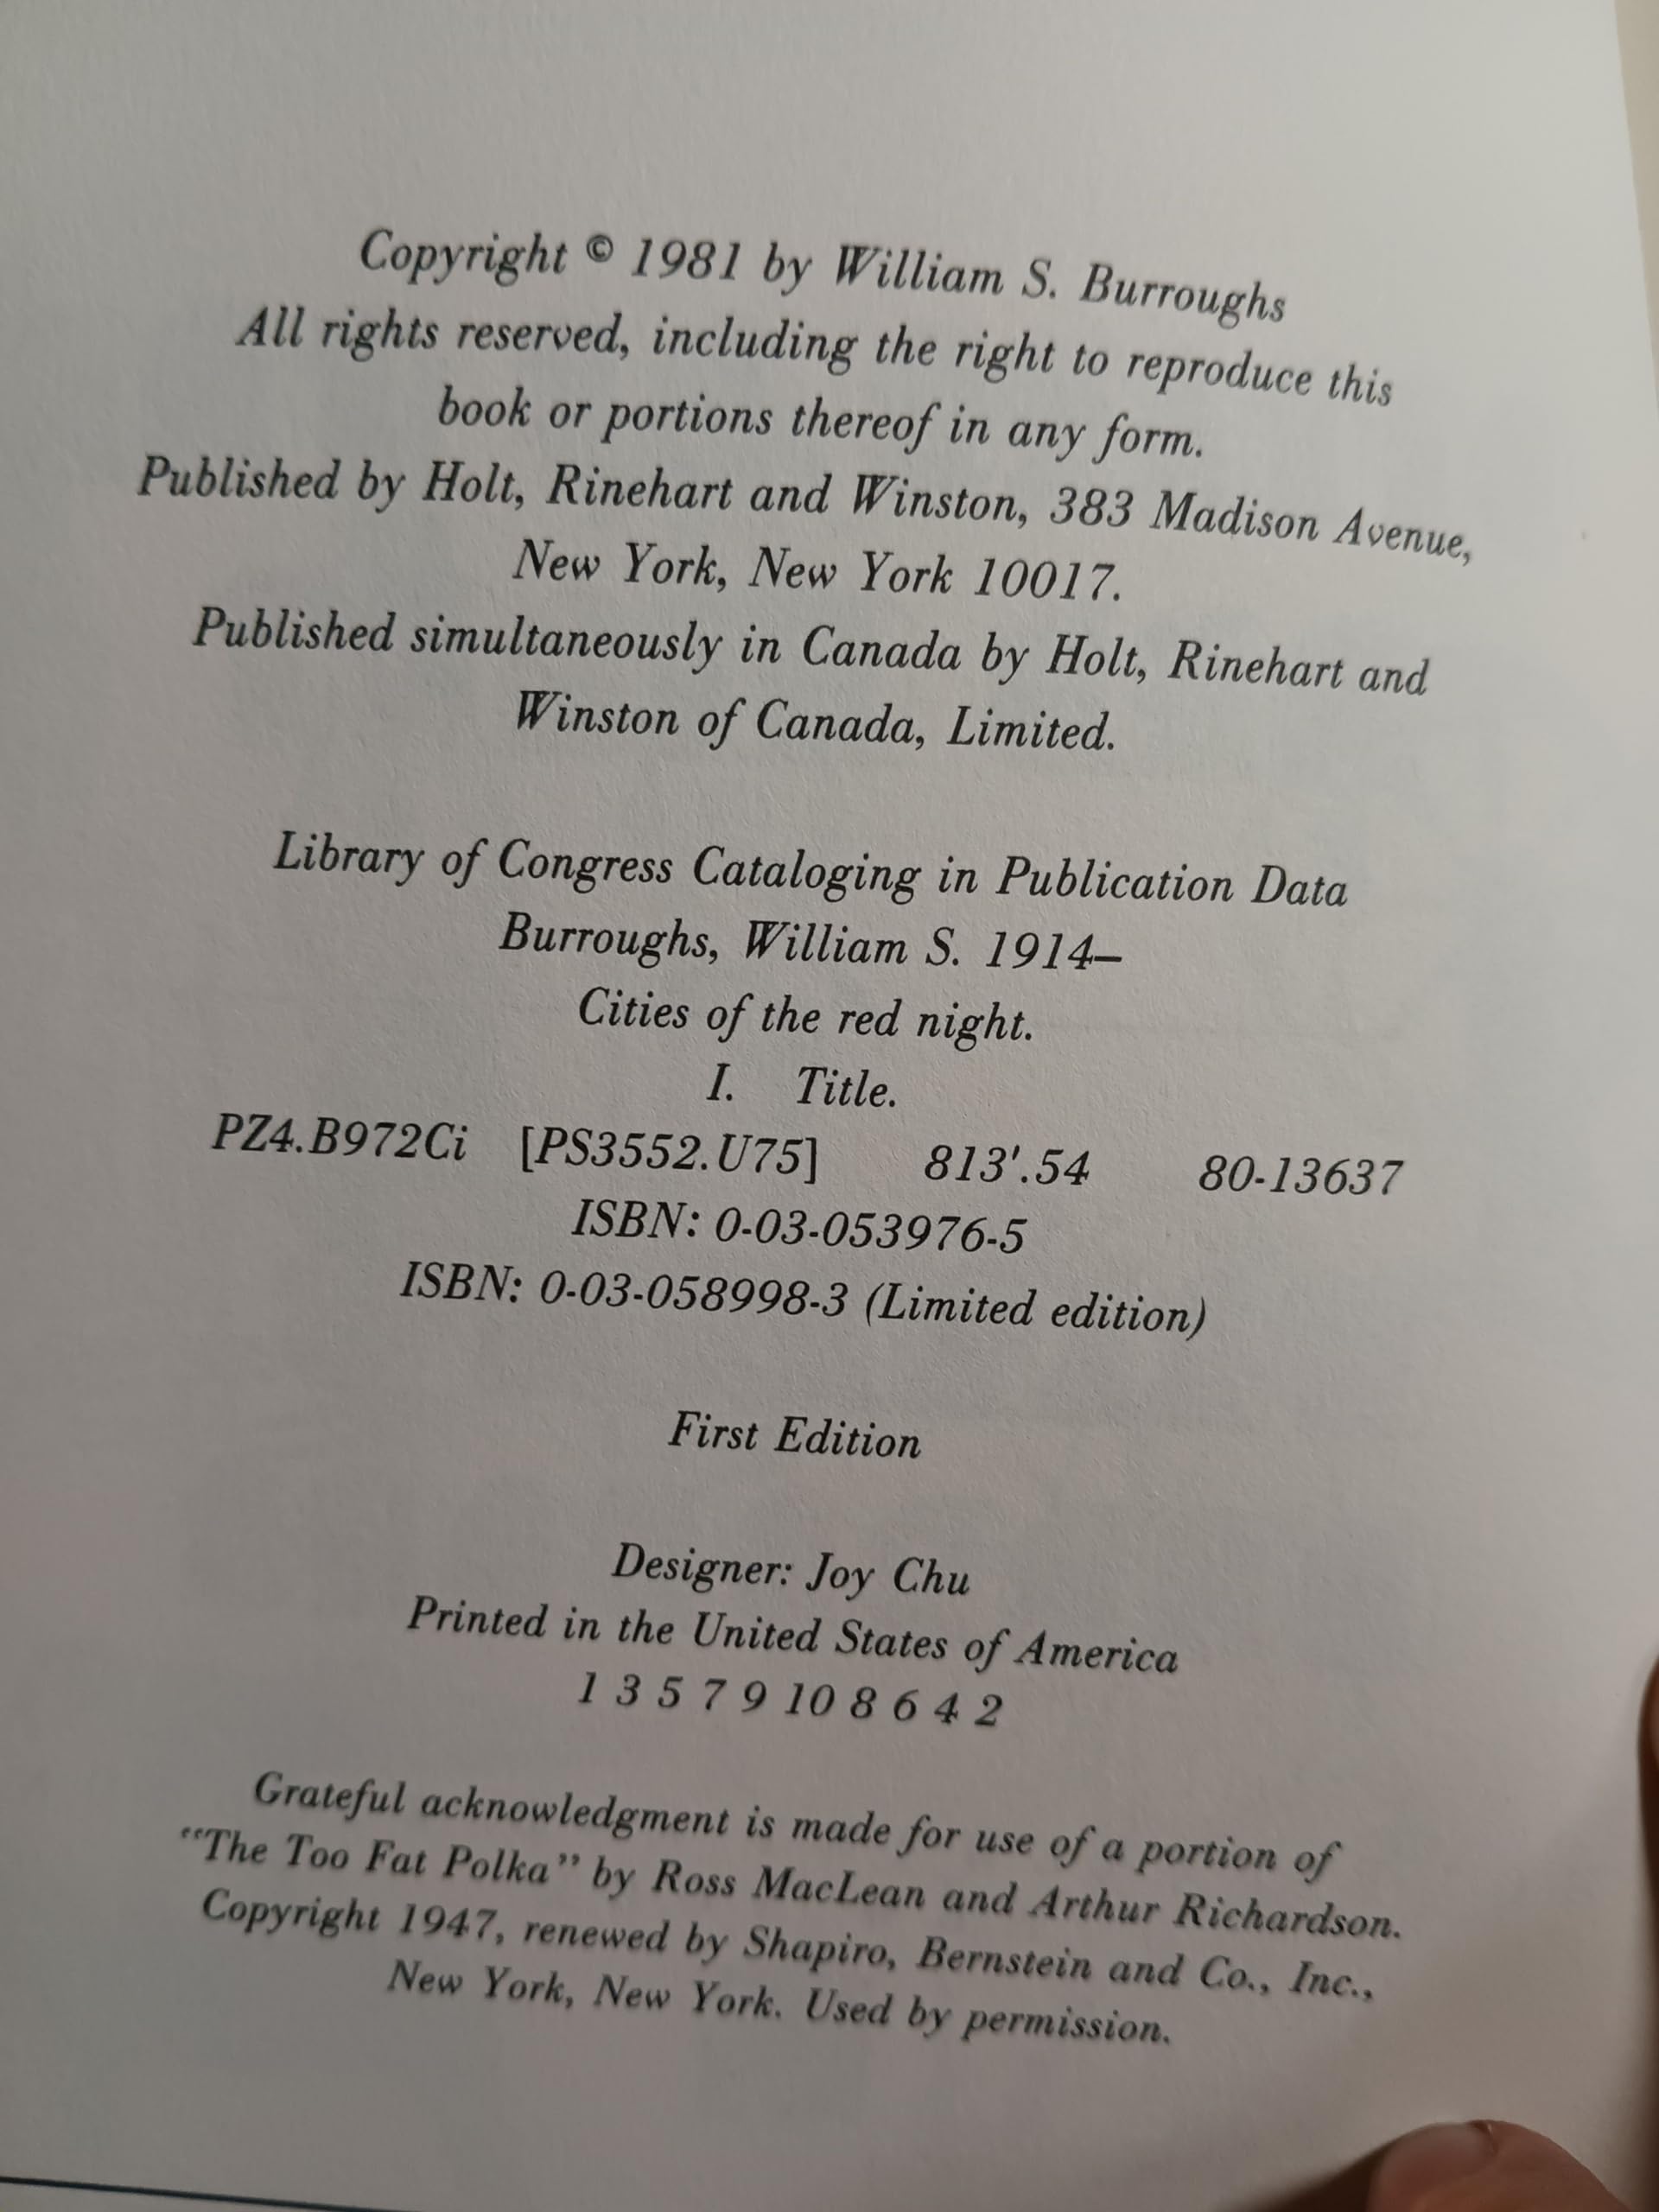 Copyright © 1981 by William S. Burroughs
All rights reserved, including the right to reproduce this
book or portions thereof in any form.
Published by Holt, Rinehart and Winston, 383 Madison Avenue,
New York, New York 10017.
Published simultaneously in Canada by Holt, Rinehart and
Winston of Canada, Limited.
Library of Congress Cataloging in Publication Data
Burroughs, William S. 1914–
Cities of the red night.
I. Title.
PZ4.B972Ci [PS3552.U75] 813'.54 80-13637
ISBN: 0-03-053976-5
ISBN: 0-03-058998-3 (Limited edition)
First Edition
Designer: Joy Chu
Printed in the United States of America
1 3 5 7 9 10 8 6 4 2
Grateful acknowledgment is made for use of a portion of
“The Too Fat Polka” by Ross MacLean and Arthur Richardson.
Copyright 1947, renewed by Shapiro, Bernstein and Co., Inc.,
New York, New York. Used by permission.